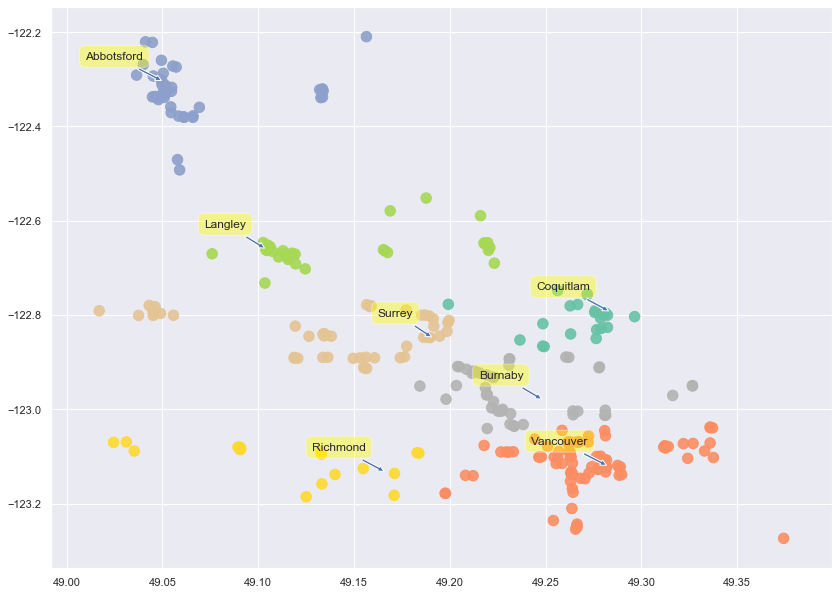 −122.2
−122.4
−122.6
−122.8
−123.0
−123.2
Abbotsford
Langley
Coquitlam
Surrey
Burnaby
Richmond
Vancouver
49.00
49.05
49.10
49.15
49.20
49.25
49.30
49.35